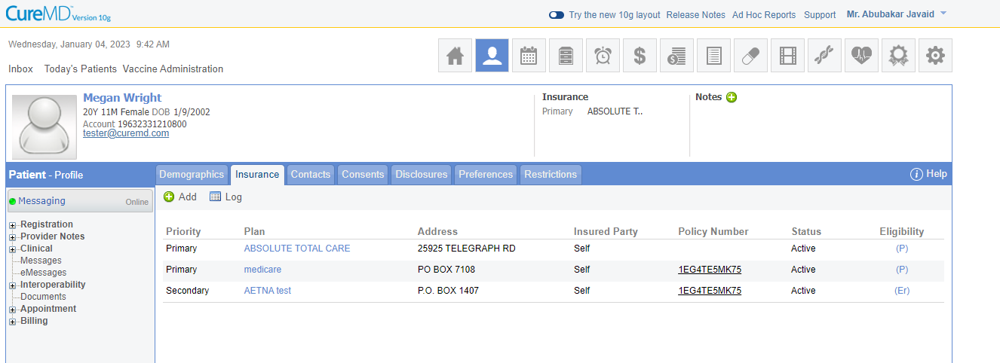 CureMD Version 10g
Try the new 10g layout Release Notes Ad Hoc Reports Support Mr. Abubakar Javaid
Wednesday, January 04, 2023 9:42 AM
Inbox Today's Patients Vaccine Administration
Megan Wright
20Y 11M Female DOB 1/9/2002
Account 19632331210800
tester@curemd.com
Insurance
Primary ABSOLUTE T..
Notes
Patient - Profile
Demographics Insurance Contacts Consents Disclosures Preferences Restrictions
Help
Messaging Online
Registration
Provider Notes
Clinical
Messages
eMessages
Interoperability
Documents
Appointment
Billing
Add Log
Priority Plan Address Insured Party Policy Number Status Eligibility
Primary ABSOLUTE TOTAL CARE 25925 TELEGRAPH RD Self Active (P)
Primary medicare PO BOX 7108 Self 1EG4TE5MK75 Active (P)
Secondary AETNA test P.O. BOX 1407 Self 1EG4TE5MK75 Active (Er)